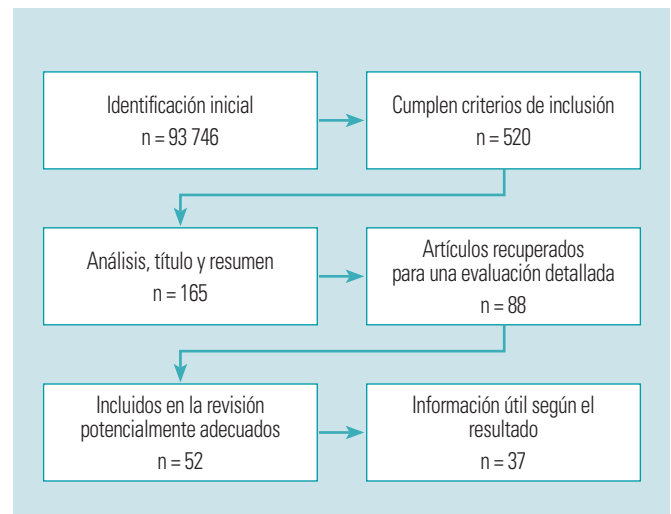 Identificación inicial
n = 93 746
Cumplen criterios de inclusión
n = 520
Análisis, título y resumen
n = 165
Artículos recuperados
para una evaluación detallada
n = 88
Incluidos en la revisión
potencialmente adecuados
n = 52
Información útil según el
resultado
n = 37